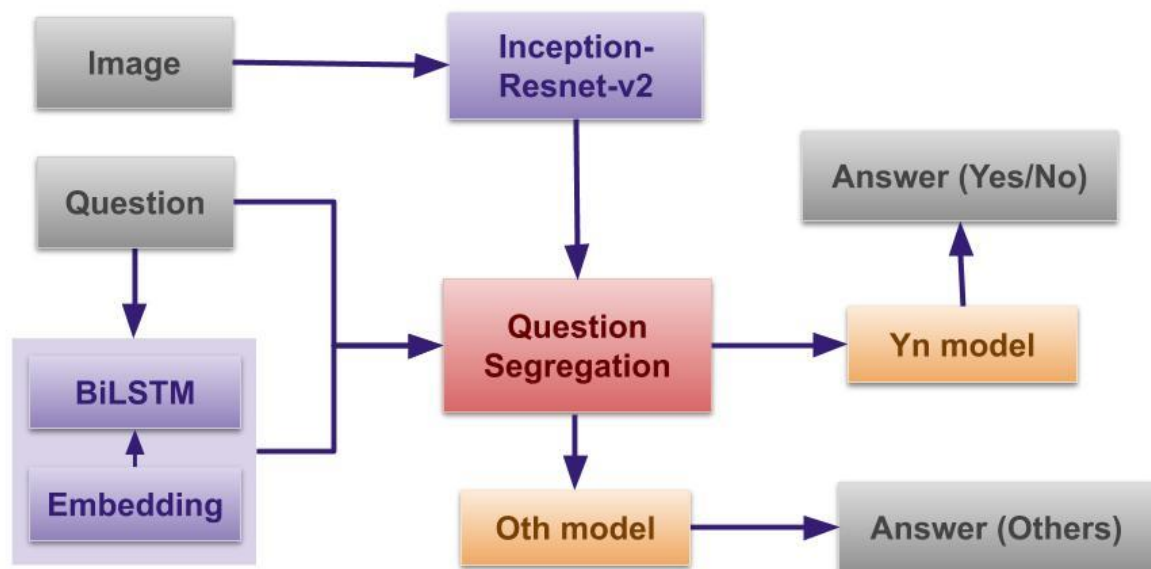 Image
Inception-
Resnet-v2
Question
Answer (Yes/No)
BiLSTM
Embedding
Question
Segregation
Yn model
Oth model
Answer (Others)